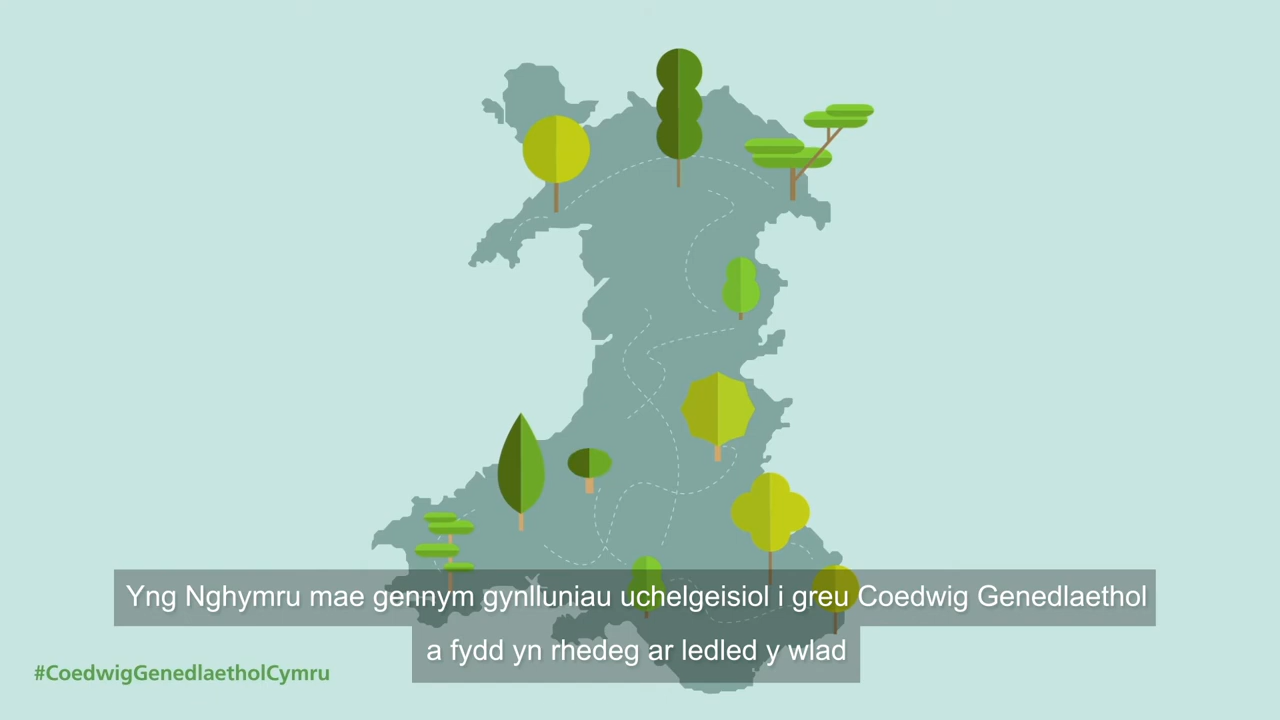 Yng Nghymru mae gennym gynlluniau uchelgeisiol i greu Coedwig Genedlaethol
a fydd yn rhedeg ar ledled y wlad
#CoedwigGenedlaetholCymru